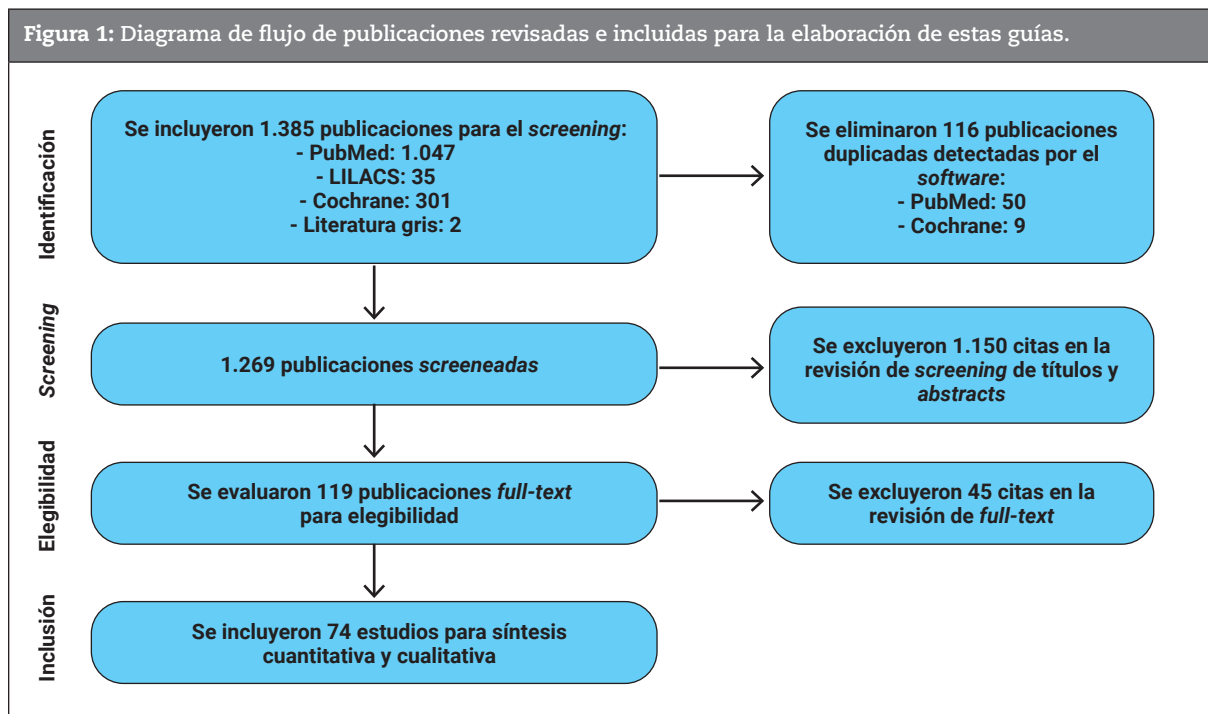 Figura 1: Diagrama de flujo de publicaciones revisadas e incluidas para la elaboración de estas guías.
Identificación
Se incluyeron 1.385 publicaciones para el screening:
- PubMed: 1.047
- LILACS: 35
- Cochrane: 301
- Literatura gris: 2
Se eliminaron 116 publicaciones
duplicadas detectadas por el
software:
- PubMed: 50
- Cochrane: 9
Screening
1.269 publicaciones screeneadas
Se excluyeron 1.150 citas en la
revisión de screening de títulos y
abstracts
Elegibilidad
Se evaluaron 119 publicaciones full-text
para elegibilidad
Se excluyeron 45 citas en la
revisión de full-text
Inclusión
Se incluyeron 74 estudios para síntesis
cuantitativa y cualitativa